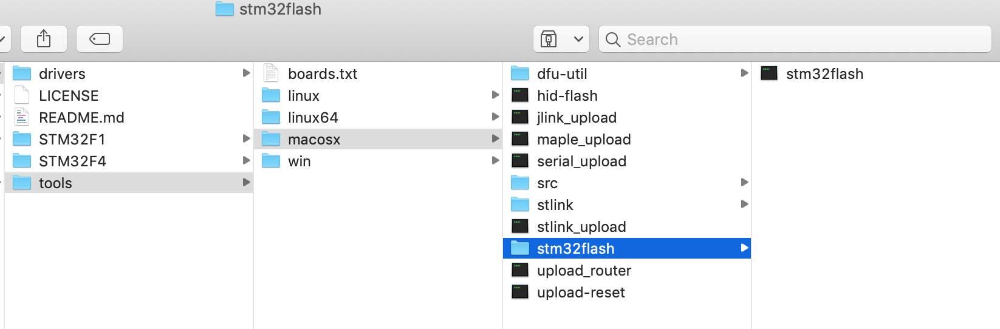 stm32flash
Search
drivers
LICENSE
README.md
STM32F1
STM32F4
tools
boards.txt
linux
linux64
macosx
win
dfu-util
hid-flash
jlink_upload
maple_upload
serial_upload
src
stlink
stlink_upload
stm32flash
upload_router
upload-reset
stm32flash